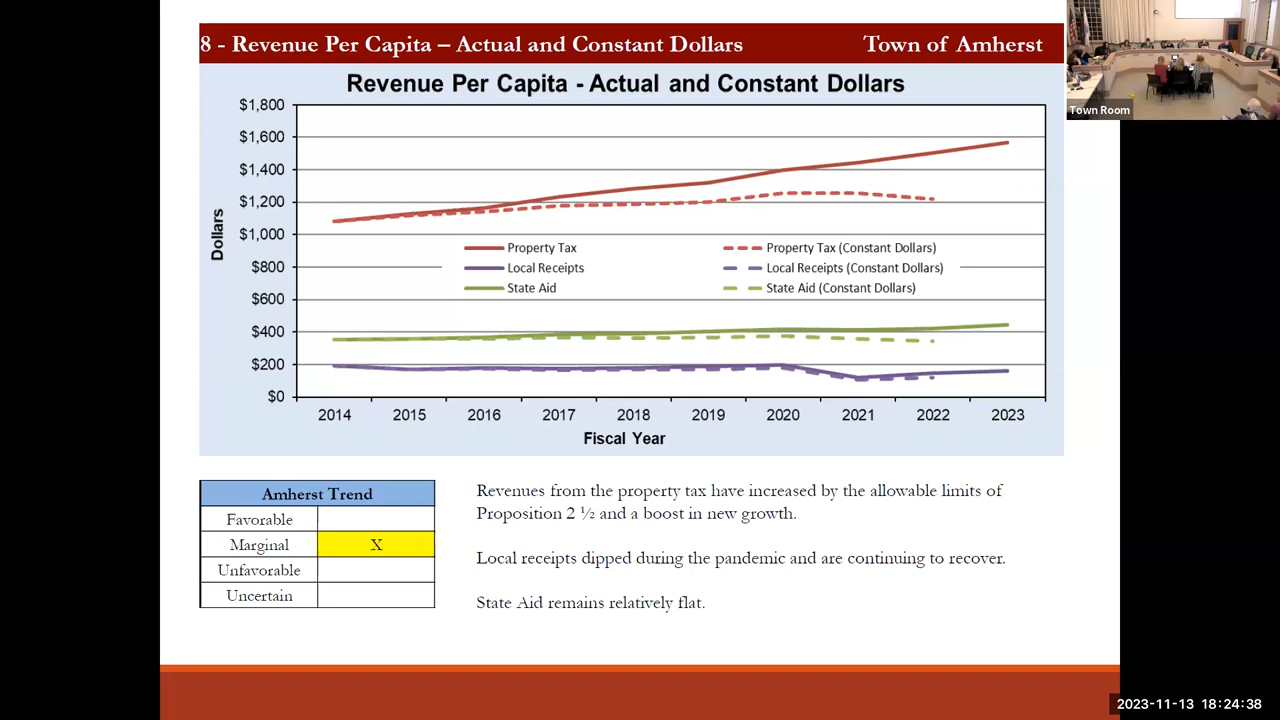 8 - Revenue Per Capita – Actual and Constant Dollars
Town of Amherst
Town Room
Revenue Per Capita - Actual and Constant Dollars
$1,800
$1,600
$1,400
$1,200
$1,000
$800
$600
$400
$200
$0
Dollars
Property Tax
Property Tax (Constant Dollars)
Local Receipts
Local Receipts (Constant Dollars)
State Aid
State Aid (Constant Dollars)
2014 2015 2016 2017 2018 2019 2020 2021 2022 2023
Fiscal Year
Amherst Trend
Favorable
Marginal X
Unfavorable
Uncertain
Revenues from the property tax have increased by the allowable limits of
Proposition 2 ½ and a boost in new growth.
Local receipts dipped during the pandemic and are continuing to recover.
State Aid remains relatively flat.
2023-11-13 18:24:38